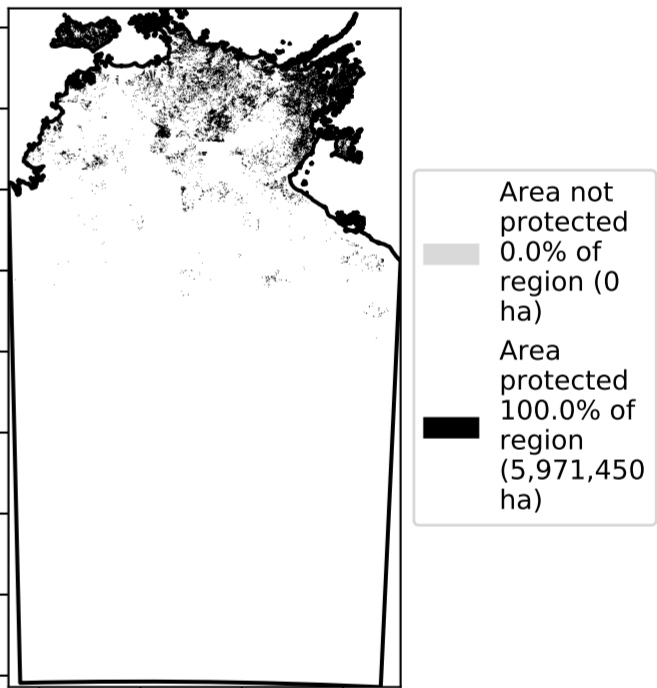 Area not
protected
0.0% of
region (0
ha)
Area
protected
100.0% of
region
(5,971,450
ha)